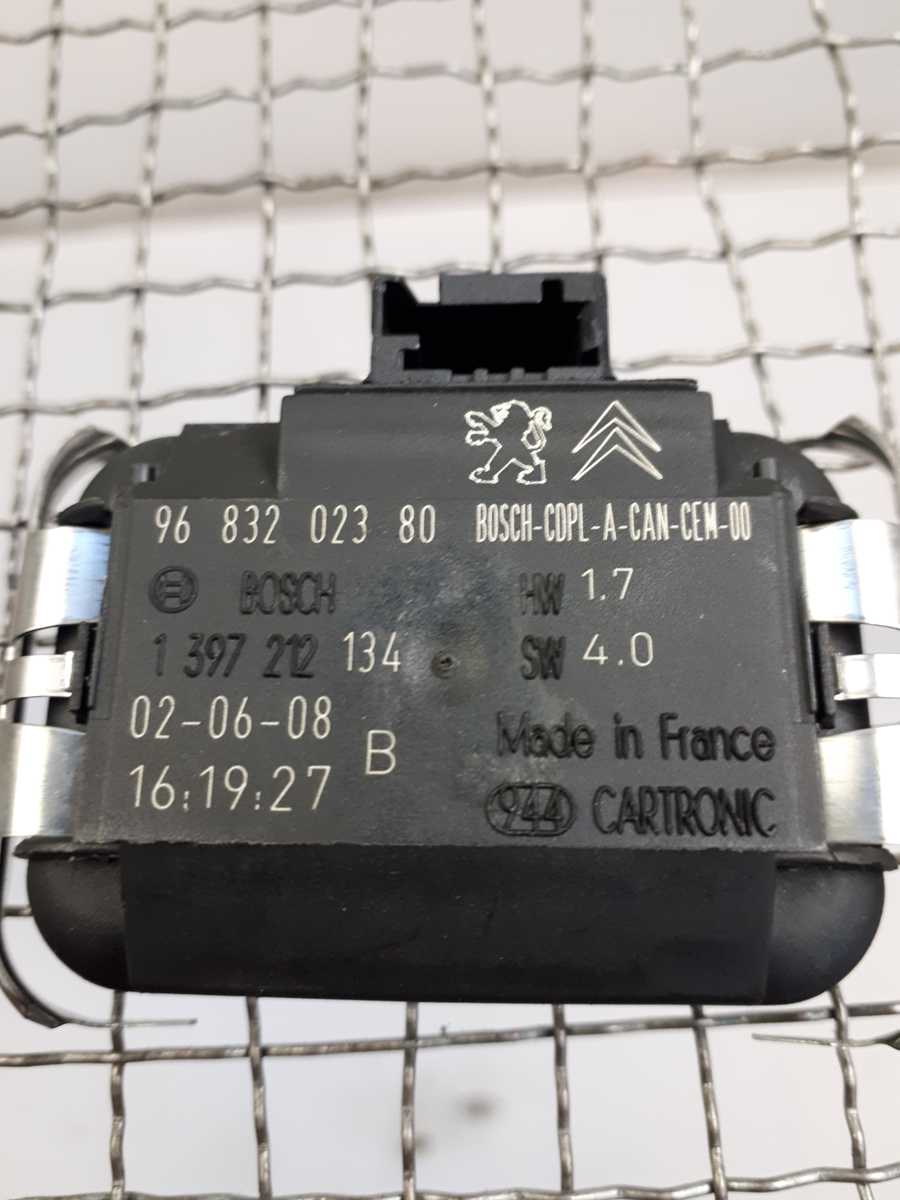 96 832 023 80 BOSCH-CDPL-A-CAN-CEM-00
BOSCH HW 1.7
1 397 212 134 SW 4.0
02-06-08
B
Made in France
16:19:27
944 CARTRONIC